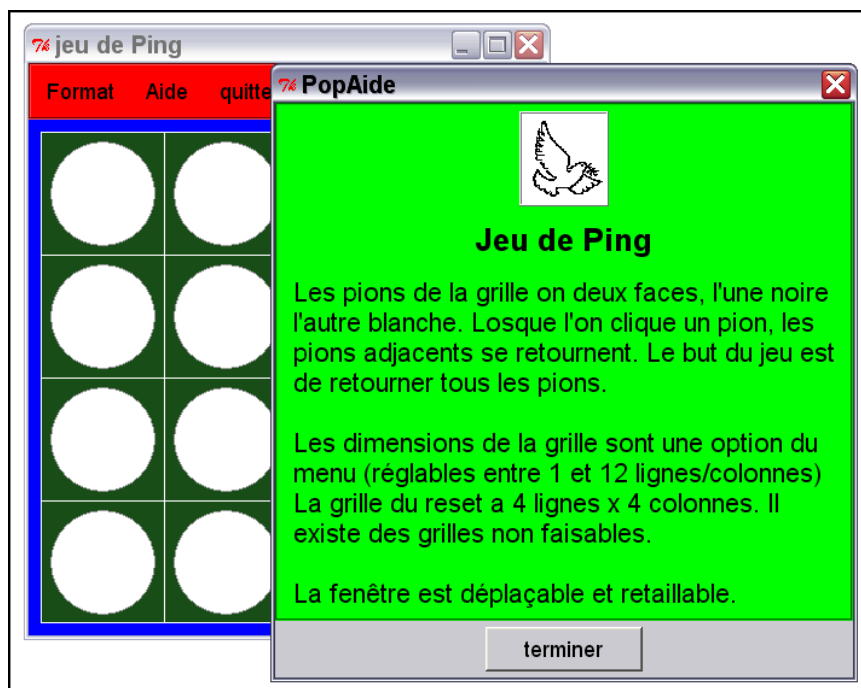 jeu de Ping
Format Aide quitte
PopAide
Jeu de Ping
Les pions de la grille on deux faces, l'une noire
l'autre blanche. Losque l'on clique un pion, les
pions adjacents se retournent. Le but du jeu est
de retourner tous les pions.
Les dimensions de la grille sont une option du
menu (réglables entre 1 et 12 lignes/colonnes)
La grille du reset a 4 lignes x 4 colonnes. Il
existe des grilles non faisables.
La fenêtre est déplaçable et retaillable.
terminer